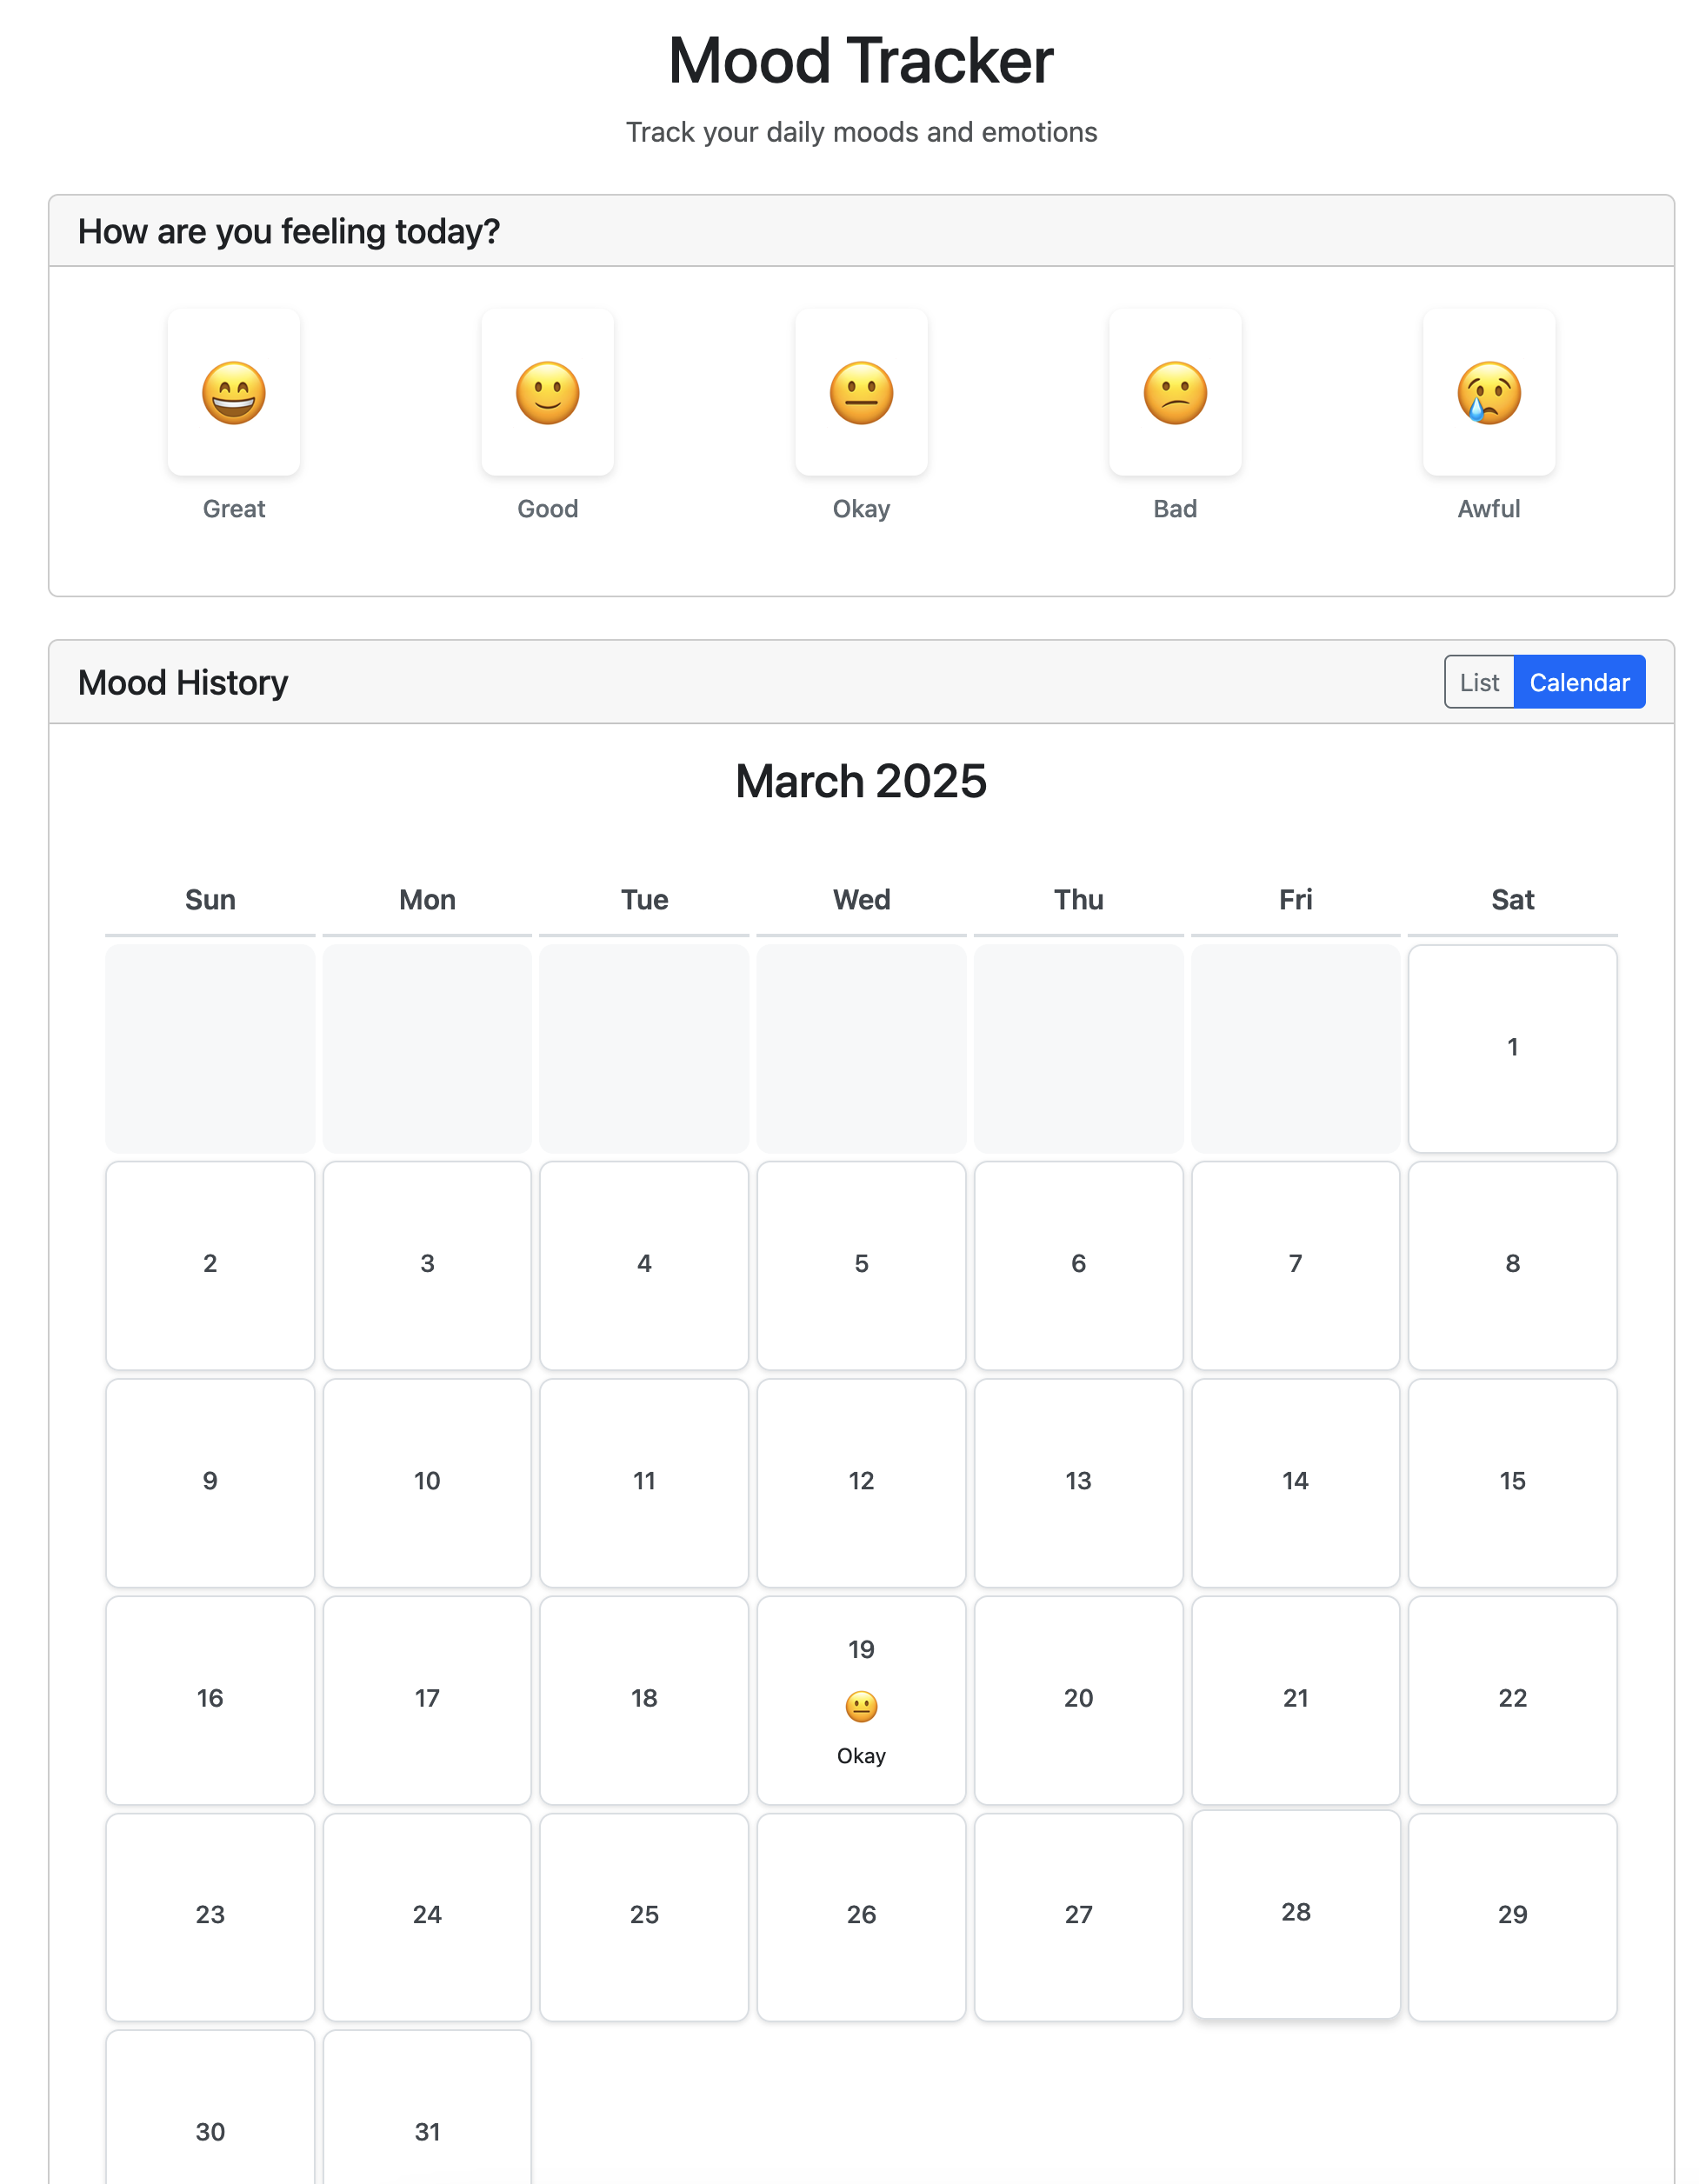 Mood Tracker
Track your daily moods and emotions
How are you feeling today?
Great Good Okay Bad Awful
Mood History List Calendar
March 2025
Sun Mon Tue Wed Thu Fri Sat
1
2 3 4 5 6 7 8
9 10 11 12 13 14 15
16 17 18 19 20 21 22
Okay
23 24 25 26 27 28 29
30 31